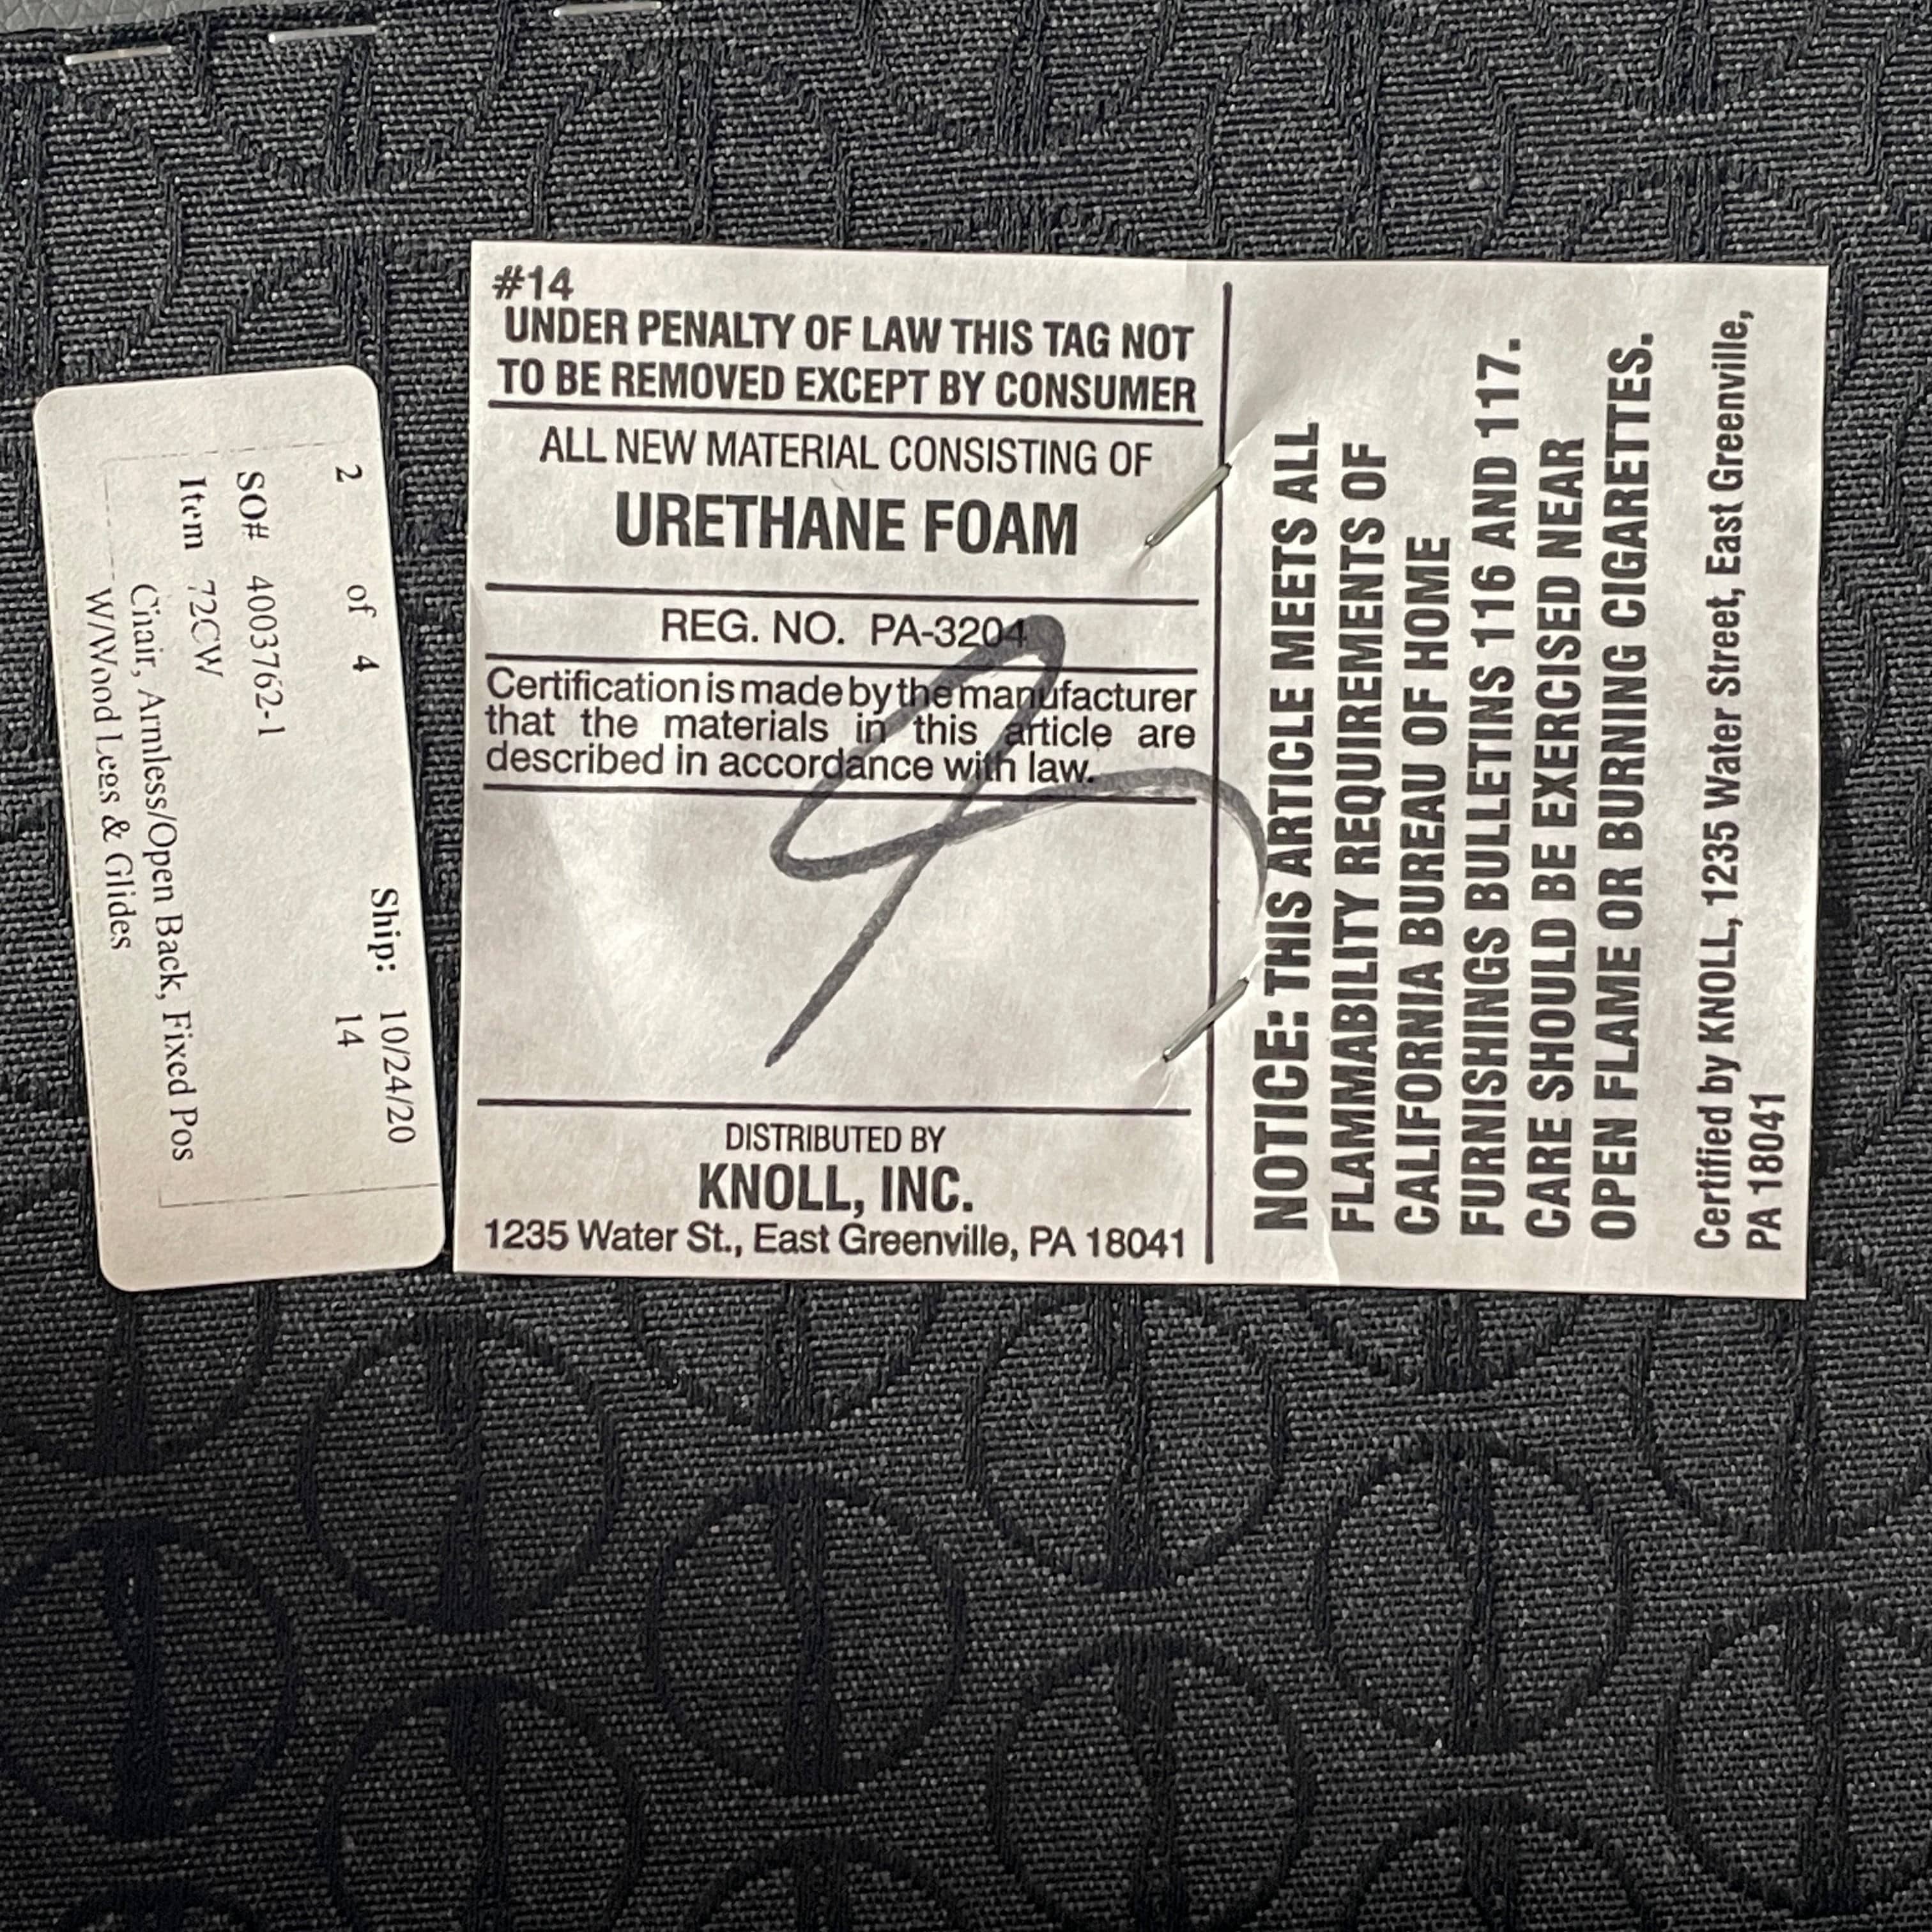 2 of 4 Ship: 10/24/20
14
SO# 4003762-1
Item 72CW
Chair, Armless/Open Back, Fixed Pos
W/Wood Legs & Glides
#14
UNDER PENALTY OF LAW THIS TAG NOT
TO BE REMOVED EXCEPT BY CONSUMER
ALL NEW MATERIAL CONSISTING OF
URETHANE FOAM
REG. NO. PA-3204
Certification is made by the manufacturer
that the materials in this article are
described in accordance with law.
DISTRIBUTED BY
KNOLL, INC.
1235 Water St., East Greenville, PA 18041
NOTICE: THIS ARTICLE MEETS ALL
FLAMMABILITY REQUIREMENTS OF
CALIFORNIA BUREAU OF HOME
FURNISHINGS BULLETINS 116 AND 117.
CARE SHOULD BE EXERCISED NEAR
OPEN FLAME OR BURNING CIGARETTES.
Certified by KNOLL, 1235 Water Street, East Greenville,
PA 18041